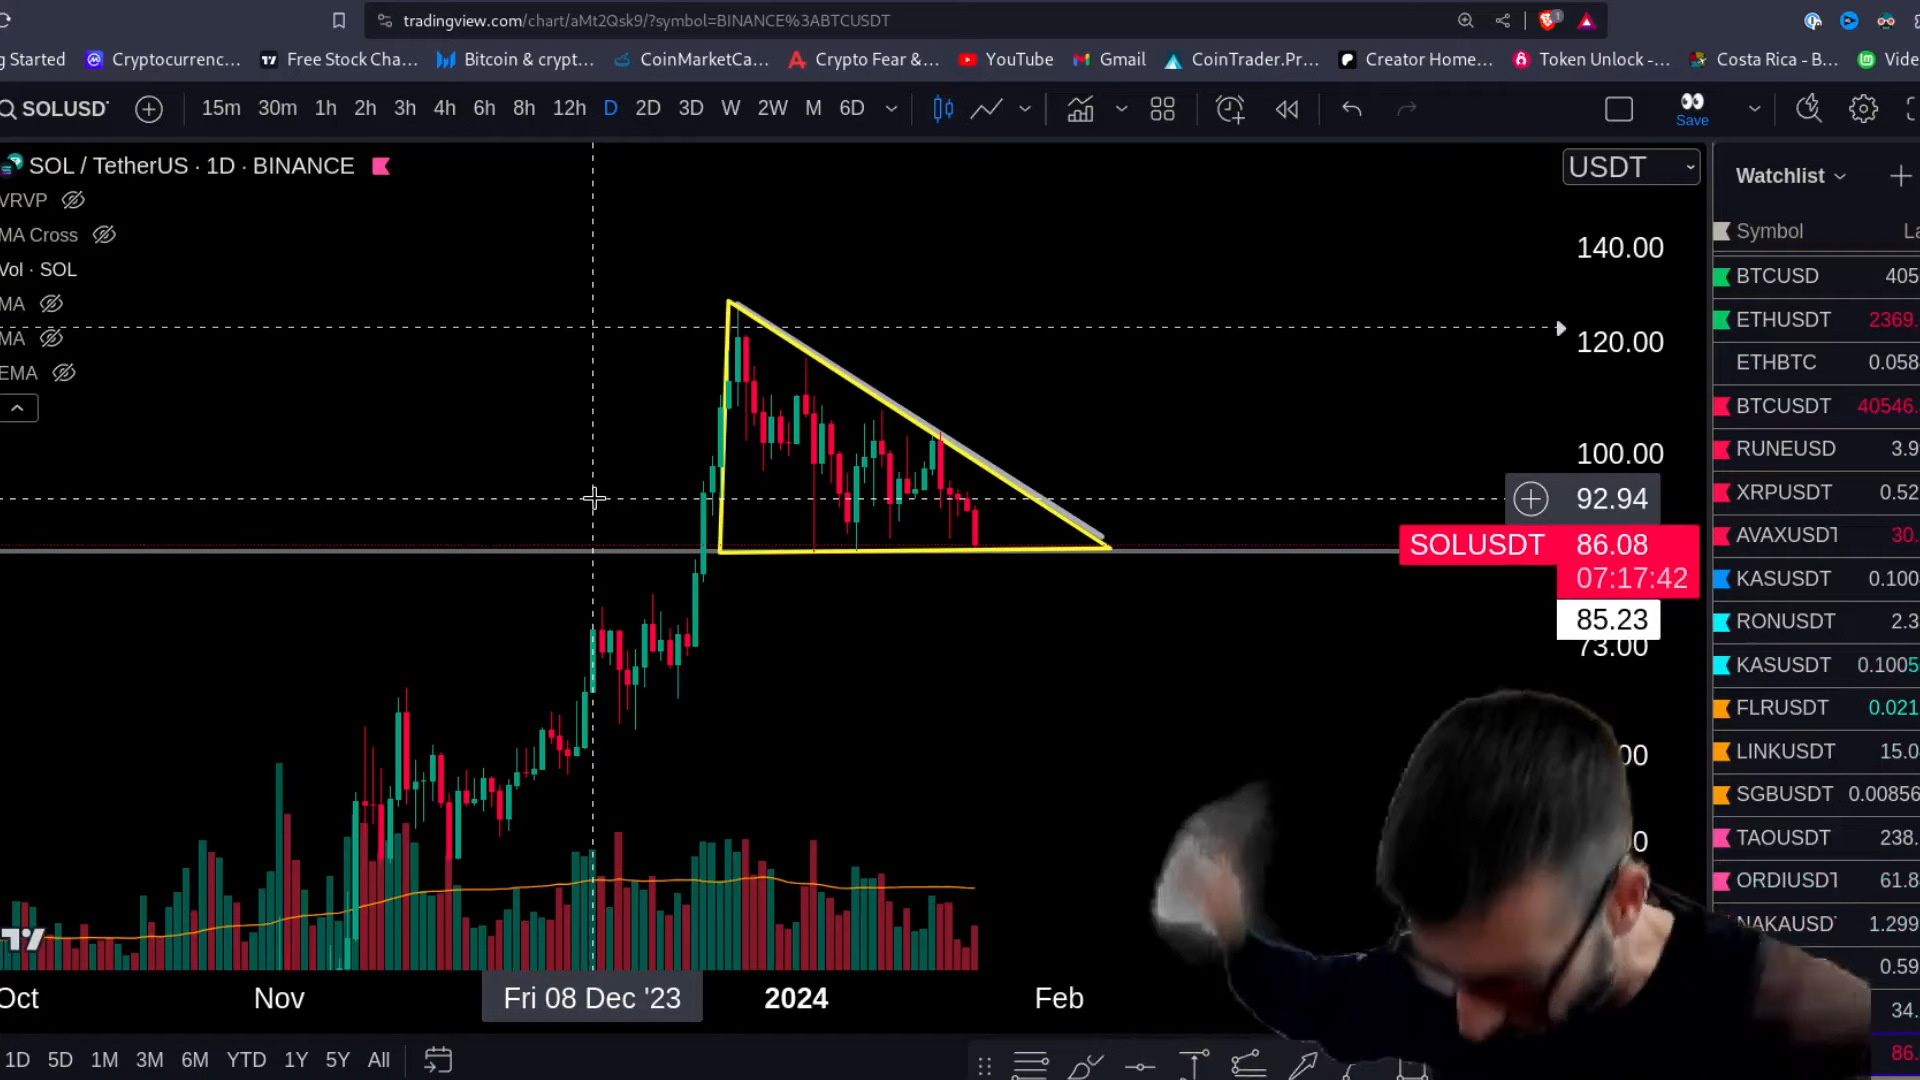 tradingview.com/chart/aMt2Qsk9/?symbol=BINANCE%3ABTCUSDT
g Started Cryptocurrenc... Free Stock Cha... Bitcoin & crypt... CoinMarketCa... Crypto Fear &... YouTube Gmail CoinTrader.Pr... Creator Home... Token Unlock -... Costa Rica - B... Vide
SOLUSD 15m 30m 1h 2h 3h 4h 6h 8h 12h D 2D 3D W 2W M 6D Save
SOL / TetherUS · 1D · BINANCE
USDT
Watchlist
VRVP
MA Cross
Symbol La
Vol · SOL
MA
MA
EMA
140.00
120.00
100.00
92.94
SOLUSDT 86.08
07:17:42
85.23
73.00
BTCUSD 405
ETHUSDT 2369.
ETHBTC 0.058
BTCUSDT 40546.
RUNEUSD 3.9
XRPUSDT 0.52
AVAXUSDT 30.
KASUSDT 0.100
RONUSDT 2.3
KASUSDT 0.1005
FLRUSDT 0.021
LINKUSDT 15.0
SGBUSDT 0.00856
TAOUSDT 238.
ORDIUSDT 61.8
NAKAUSD 1.299
0.59
34.
86.
Oct Nov Fri 08 Dec '23 2024 Feb
1D 5D 1M 3M 6M YTD 1Y 5Y All